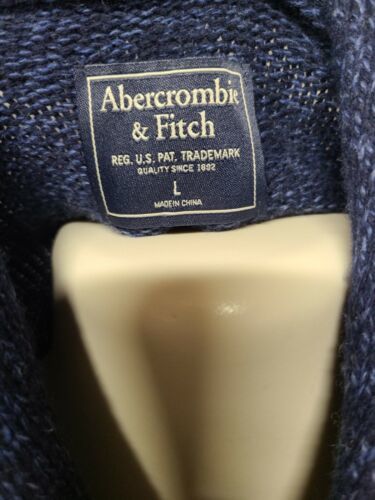 Abercrombie
& Fitch
REG. U.S. PAT. TRADEMARK
QUALITY SINCE 1892
L
MADE IN CHINA